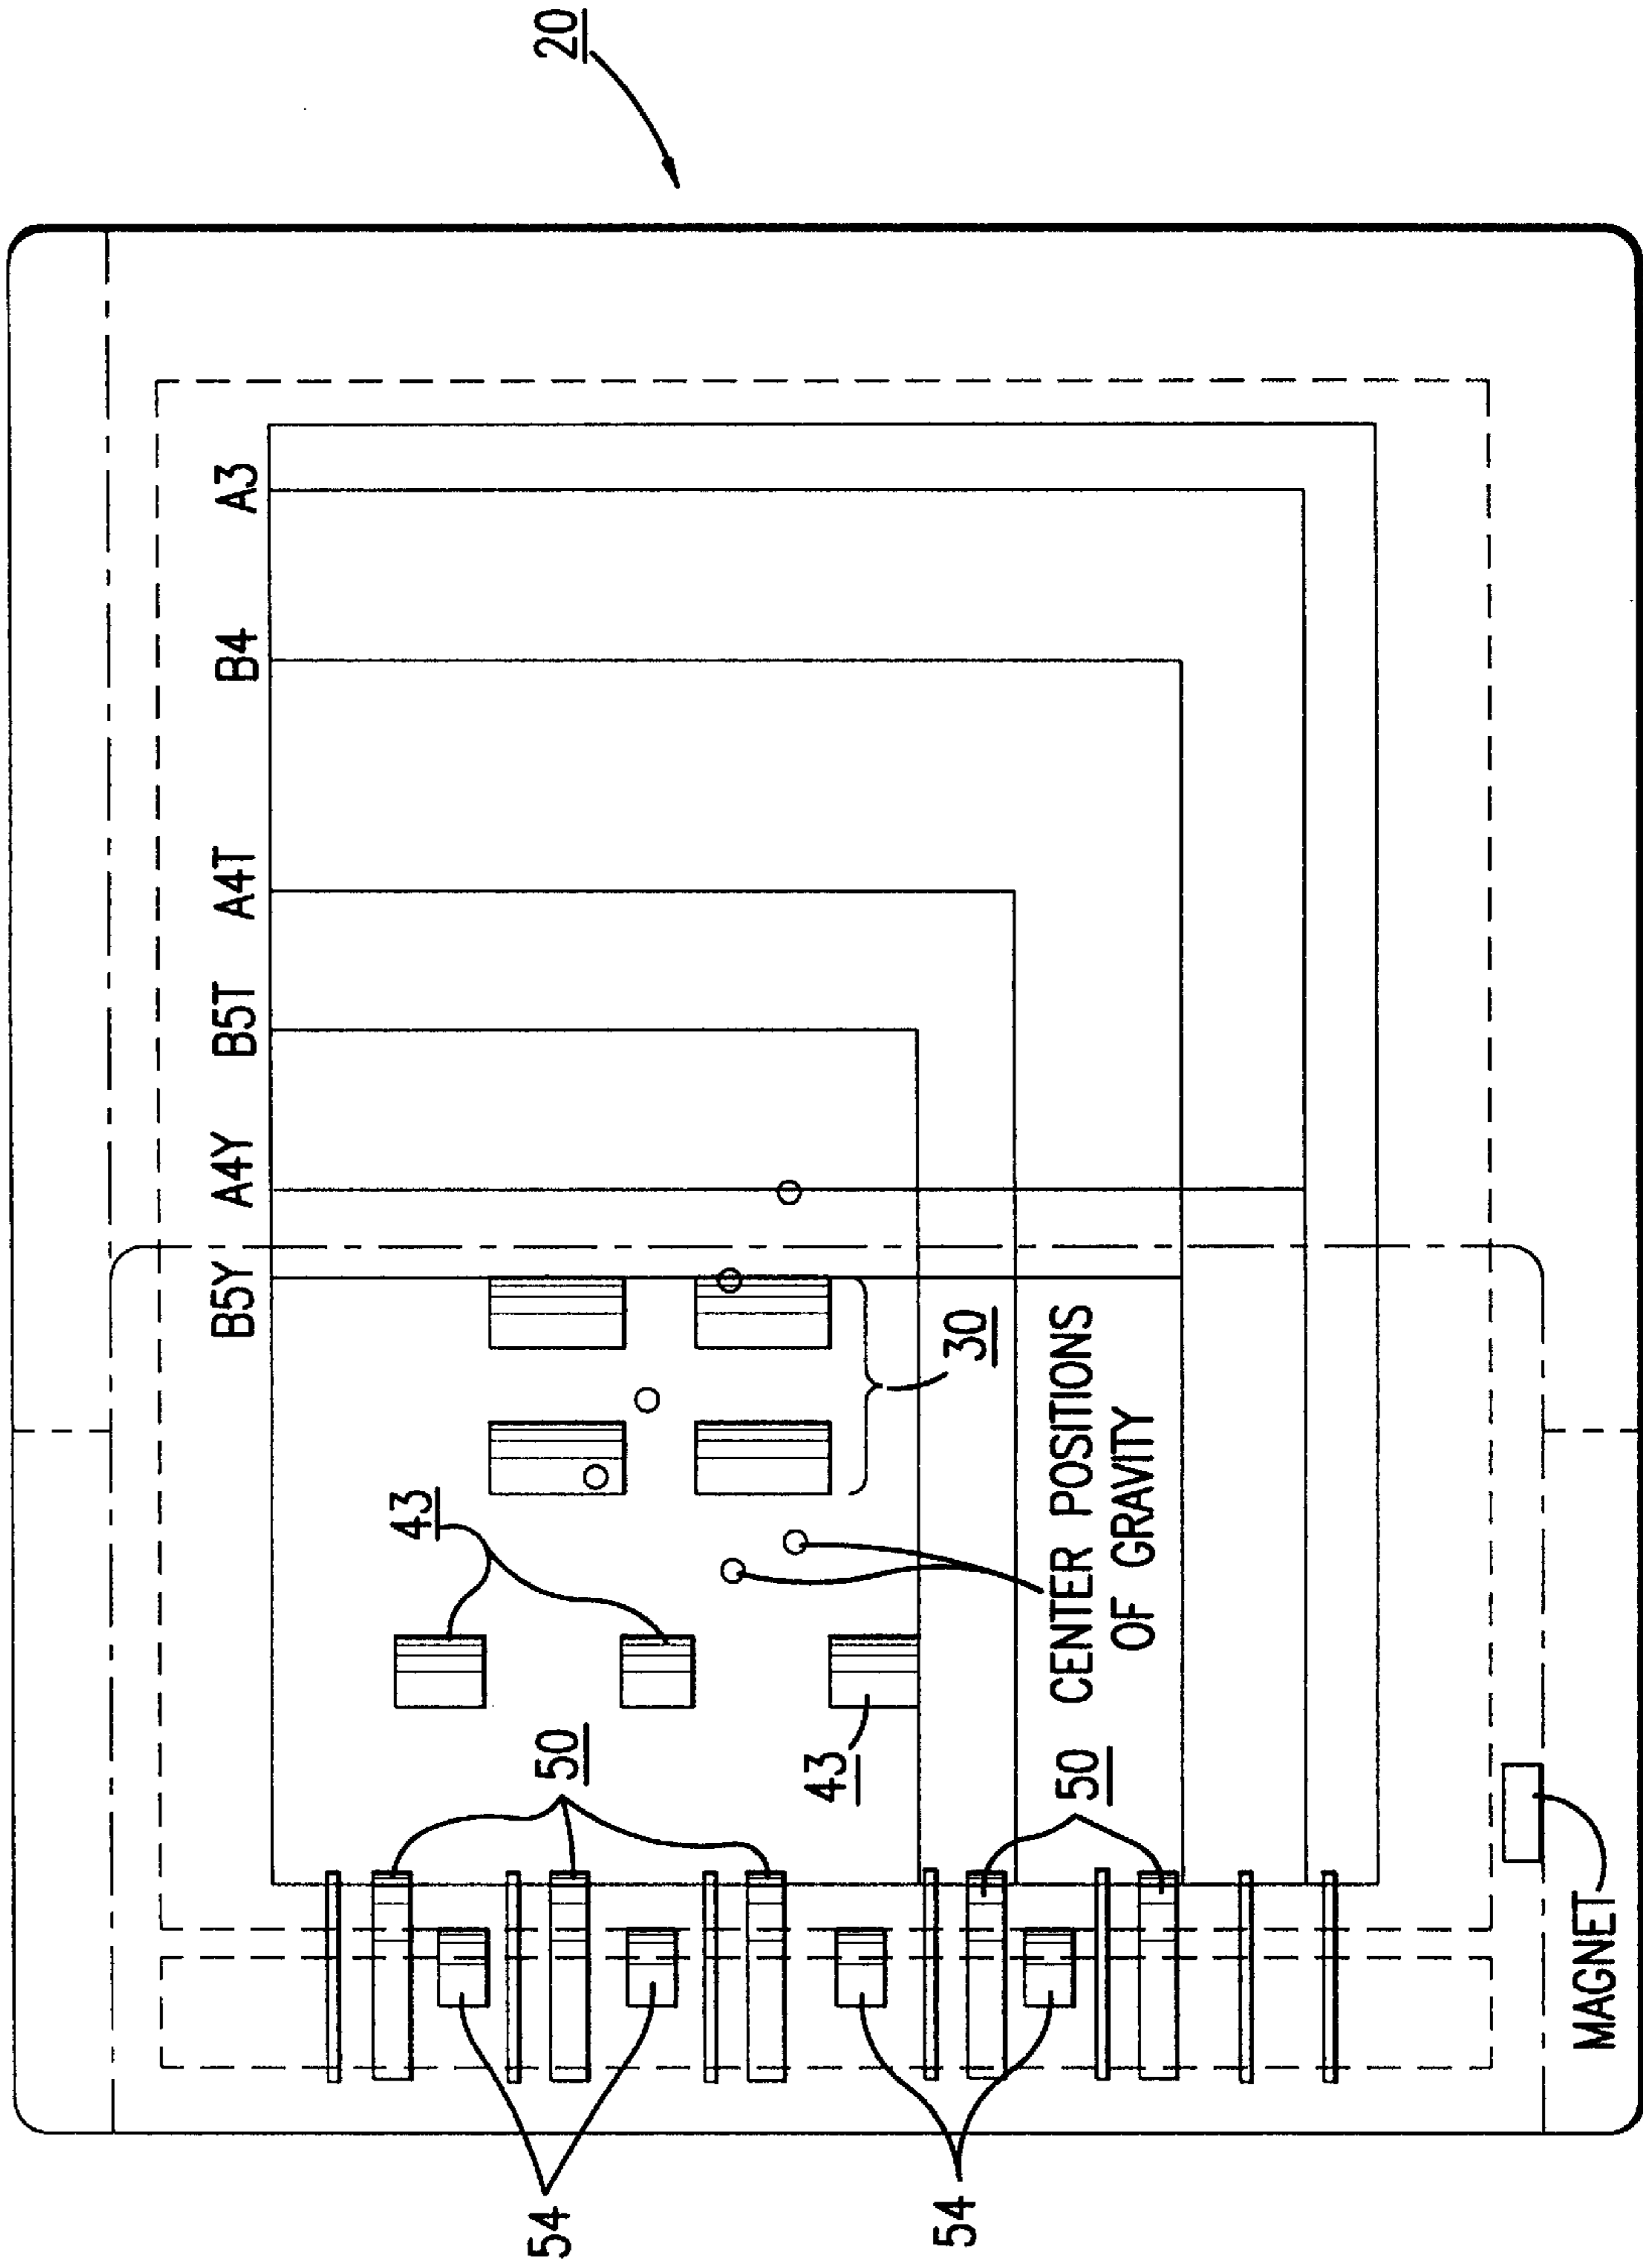 B5Y A4Y B5T A4T B4 A3
43
54
50
20
43
54
30
50
CENTER POSITIONS
OF GRAVITY
MAGNET